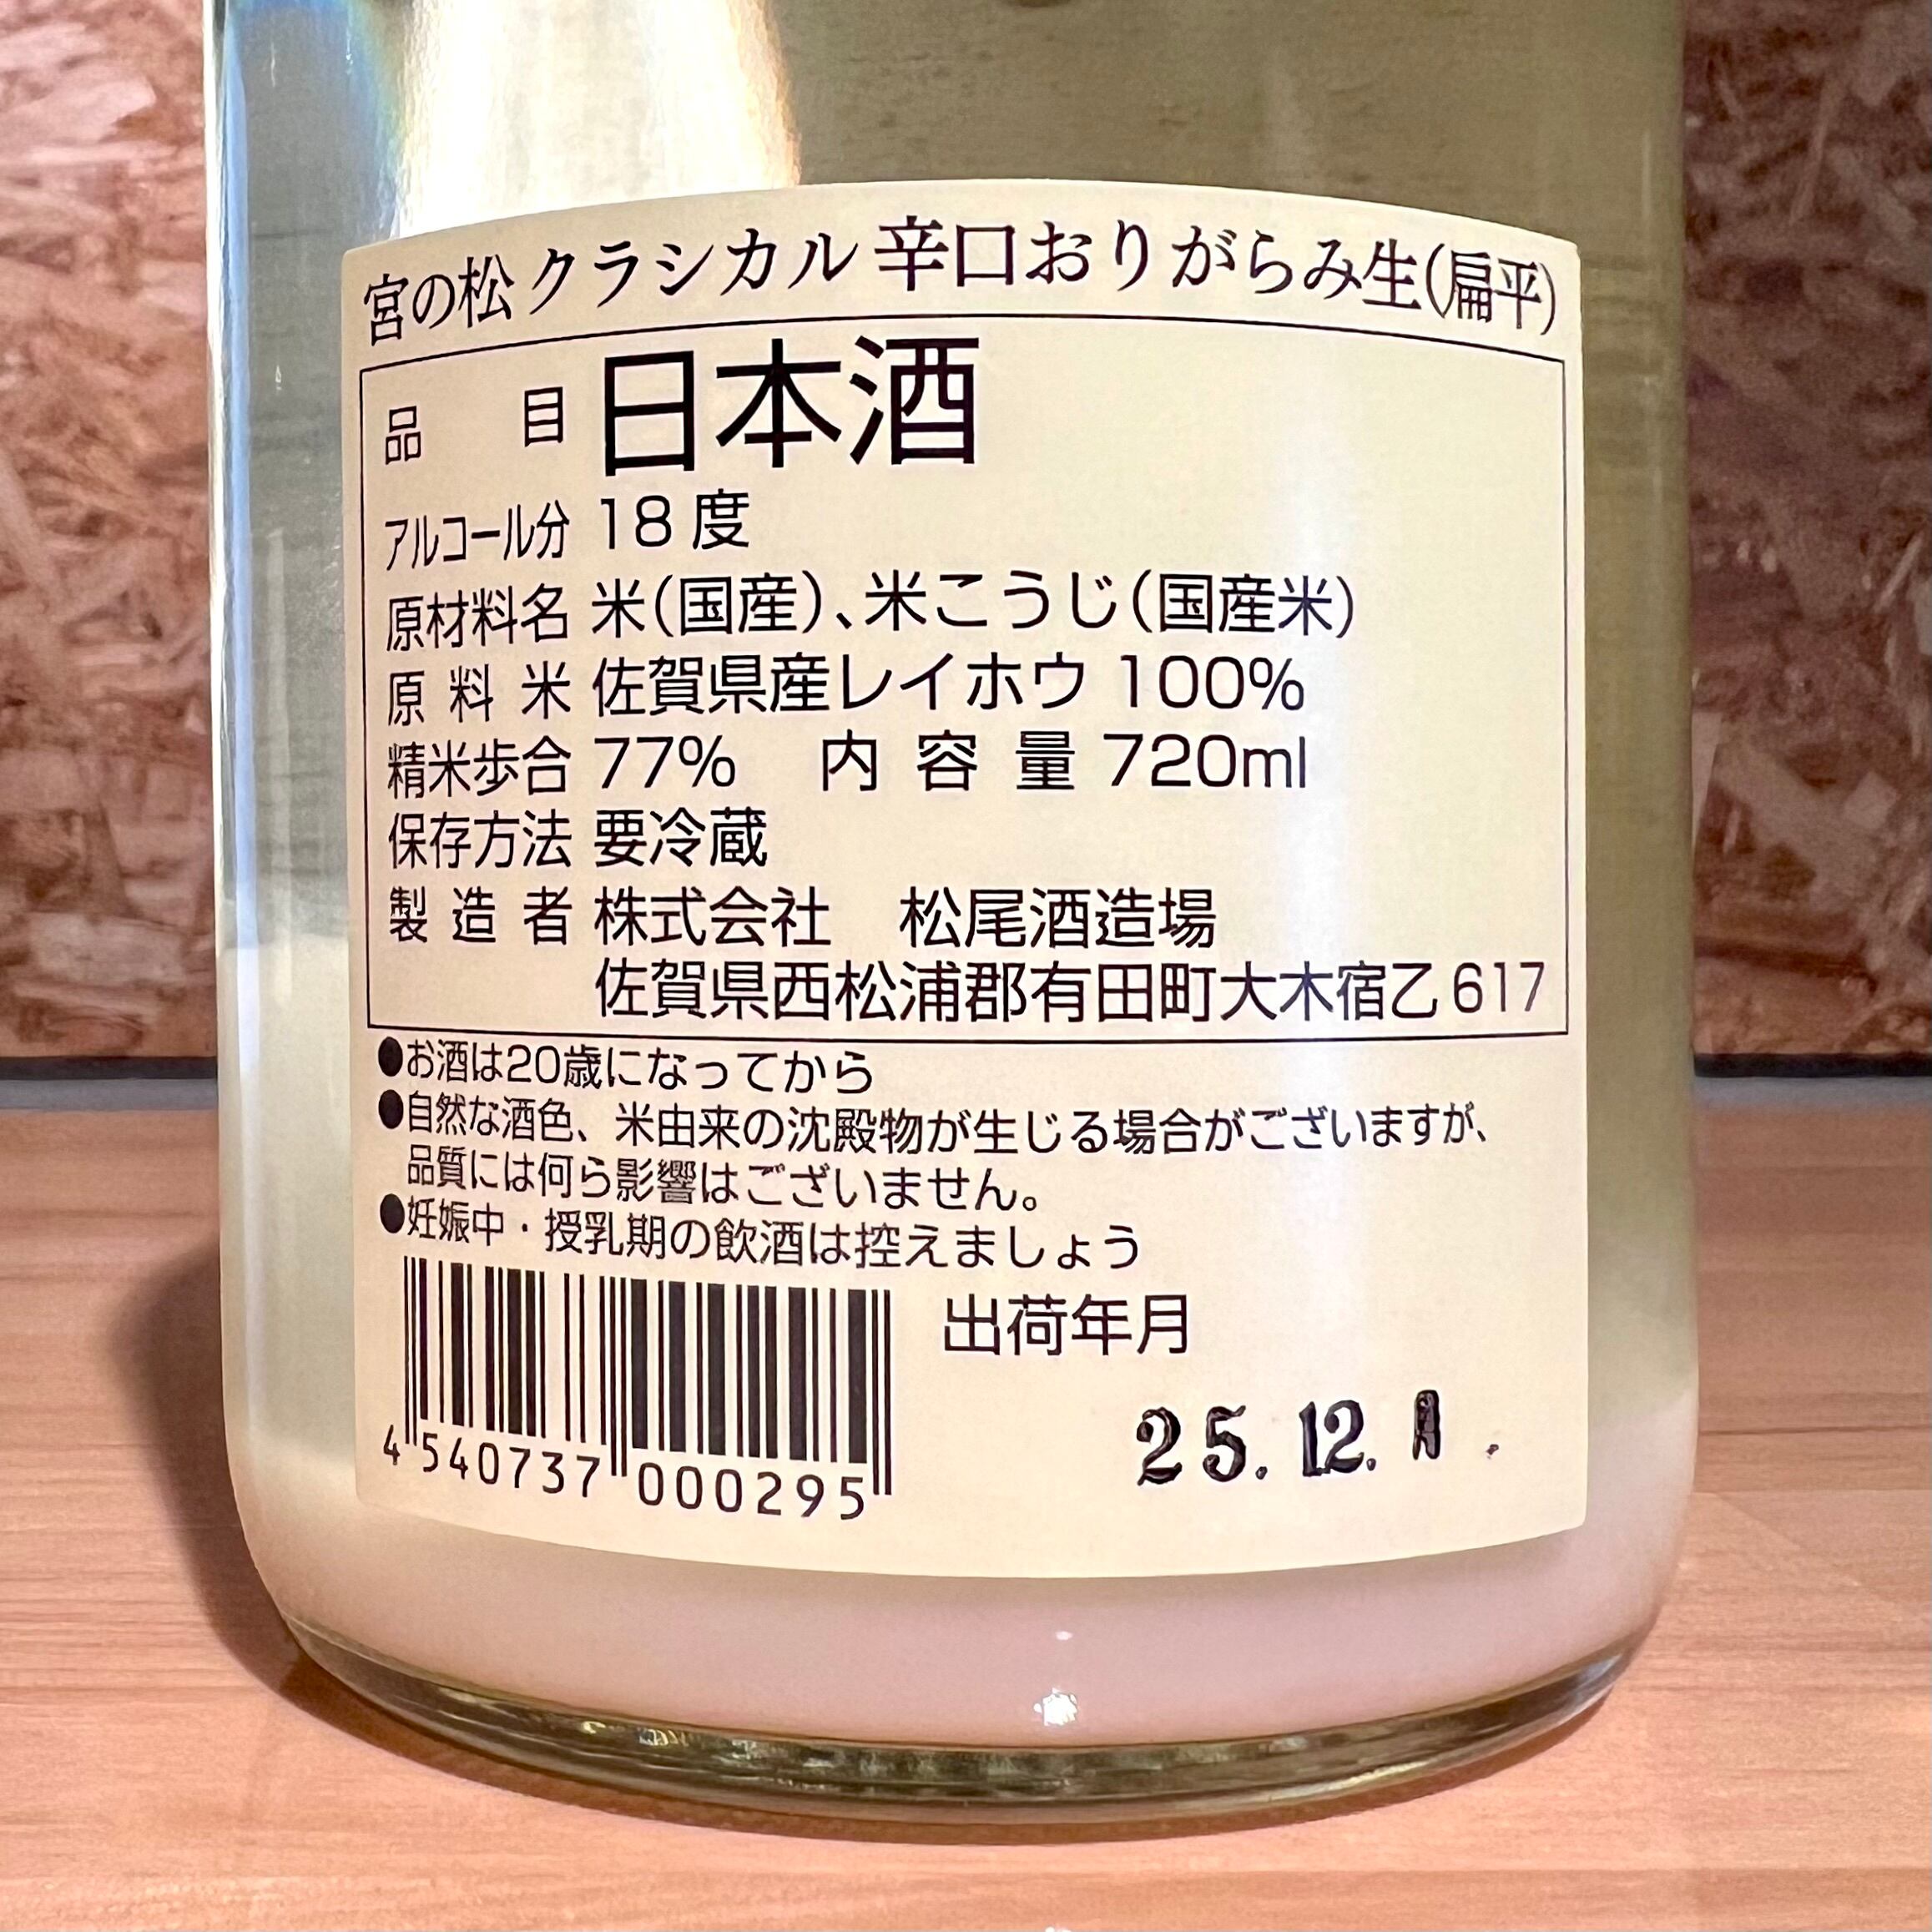 宮の松 クラシカル 辛口おりがらみ生(扁平)
品目 日本酒
アルコール分 18度
原材料名 米(国産)、米こうじ(国産米)
原料米 佐賀県産レイホウ 100%
精米歩合 77% 内容量 720ml
保存方法 要冷蔵
製造者 株式会社 松尾酒造場
佐賀県西松浦郡有田町大木宿乙617
●お酒は20歳になってから
●自然な酒色、米由来の沈殿物が生じる場合がございますが、
品質には何ら影響はございません。
●妊娠中・授乳期の飲酒は控えましょう
出荷年月
25.12.
4 540737 000295